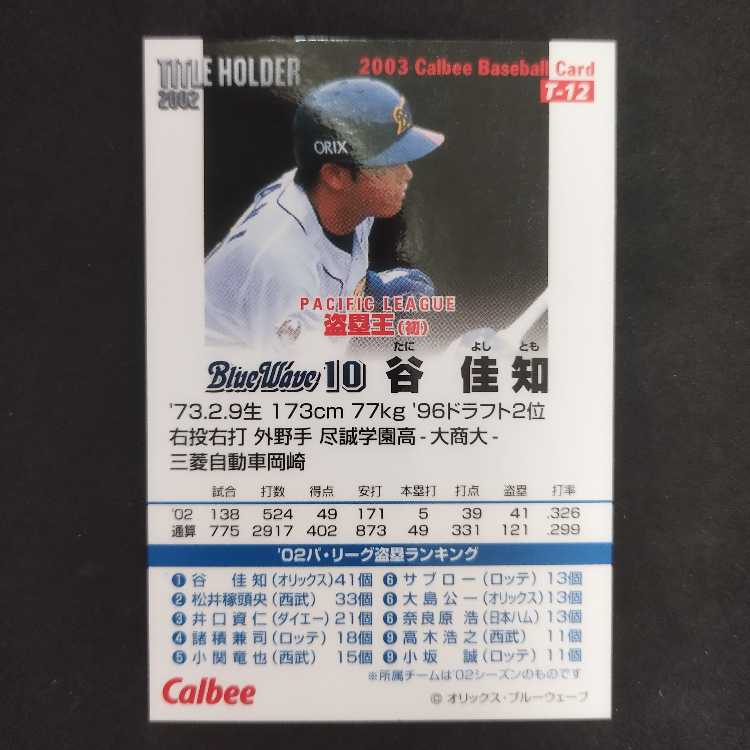 TITLE HOLDER
2002
2003 Calbee Baseball Card
T-12
ORIX
PACIFIC LEAGUE
盗塁王(初)
たに よし とも
BlueWave 10 谷 佳 知
'73.2.9生 173cm 77kg '96ドラフト2位
右投右打 外野手 尽誠学園高-大商大-
三菱自動車岡崎
試合 打数 得点 安打 本塁打 打点 盗塁 打率
'02 138 524 49 171 5 39 41 .326
通算 775 2917 402 873 49 331 121 .299
'02パ・リーグ盗塁ランキング
❶谷 佳知(オリックス)41個 ❻サブロー(ロッテ)13個
❷松井稼頭央(西武) 33個 ❻大島公一(オリックス)13個
❸井口資仁(ダイエー)21個 ❻奈良原 浩(日本ハム)13個
❹諸積兼司(ロッテ)18個 ❾高木浩之(西武) 11個
❺小関竜也(西武) 15個 ❾小坂 誠(ロッテ)11個
※所属チームは'02シーズンのものです
Calbee
© オリックス・ブルーウェーブ